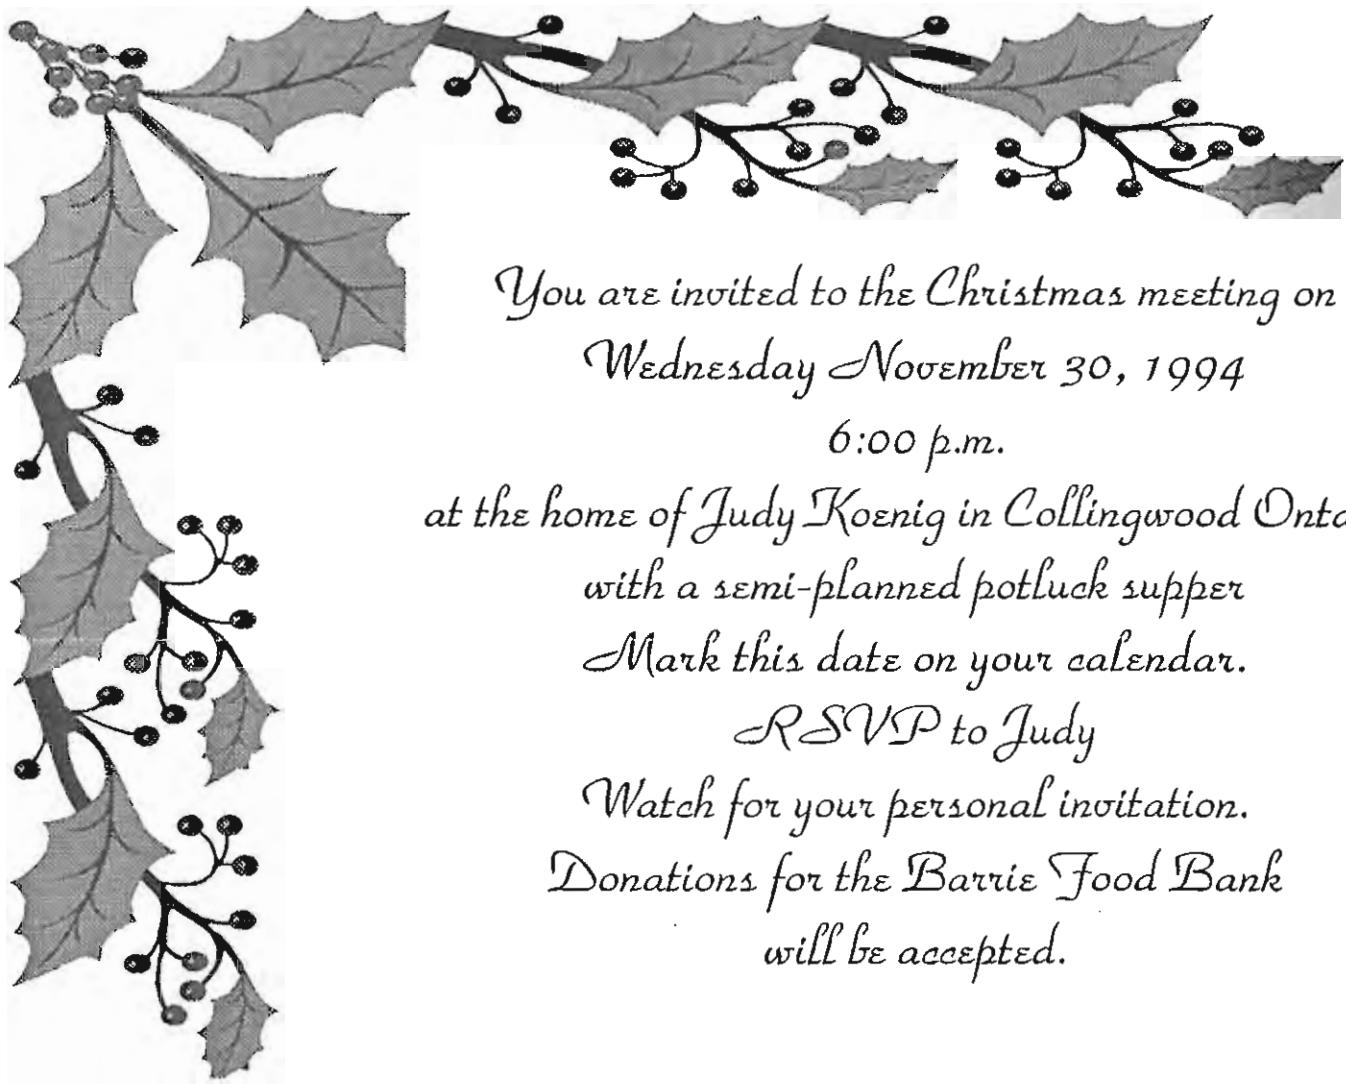 You are invited to the Christmas meeting on
Wednesday November 30, 1994
6:00 p.m.
at the home of Judy Koenig in Collingwood
with a semi-planned potluck supper
Mark this date on your calendar.
RSVP to Judy
Watch for your personal invitation.
Donations for the Barrie Food Bank
will be accepted.